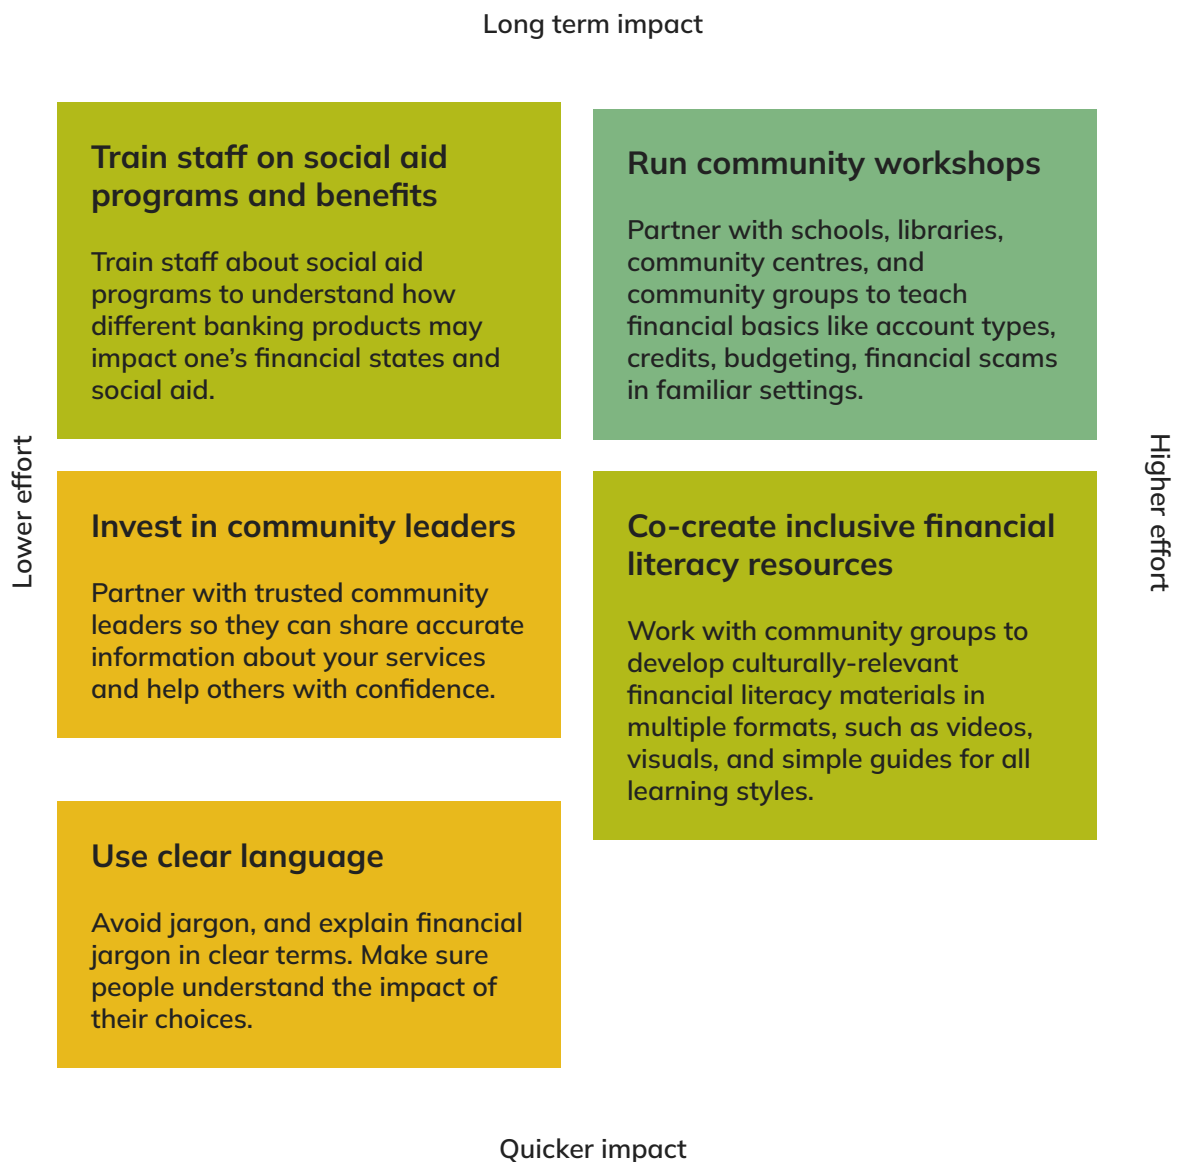 Long term impact
Train staff on social aid
programs and benefits
Train staff about social aid
programs to understand how
different banking products may
impact one’s financial states and
social aid.
Run community workshops
Partner with schools, libraries,
community centres, and
community groups to teach
financial basics like account types,
credits, budgeting, financial scams
in familiar settings.
Lower effort
Higher effort
Invest in community leaders
Partner with trusted community
leaders so they can share accurate
information about your services
and help others with confidence.
Co-create inclusive financial
literacy resources
Work with community groups to
develop culturally-relevant
financial literacy materials in
multiple formats, such as videos,
visuals, and simple guides for all
learning styles.
Use clear language
Avoid jargon, and explain financial
jargon in clear terms. Make sure
people understand the impact of
their choices.
Quicker impact